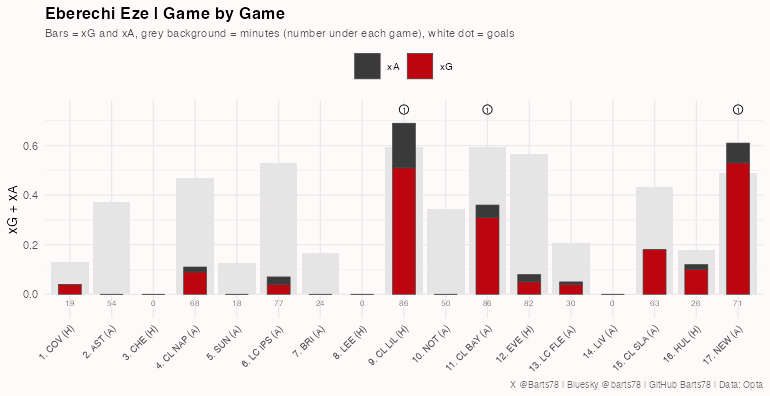 Eberechi Eze | Game by Game
Bars = xG and xA, grey background = minutes (number under each game), white dot = goals
xA xG
1 1 1
xG + xA
0.6
0.4
0.2
0.0
19 54 0 68 18 77 24 0 86 50 86 82 30 0 63 26 71
1. COV (H)
2. AST (A)
3. CHE (H)
4. CL NAP (A)
5. SUN (A)
6. LC IPS (A)
7. BRI (A)
8. LEE (H)
9. CL LIL (H)
10. NOT (A)
11. CL BAY (A)
12. EVE (H)
13. LC FLE (A)
14. LIV (A)
15. CL SLA (A)
16. HUL (H)
17. NEW (A)
X @Barts78 | Bluesky @barts78 | GitHub Barts78 | Data: Opta